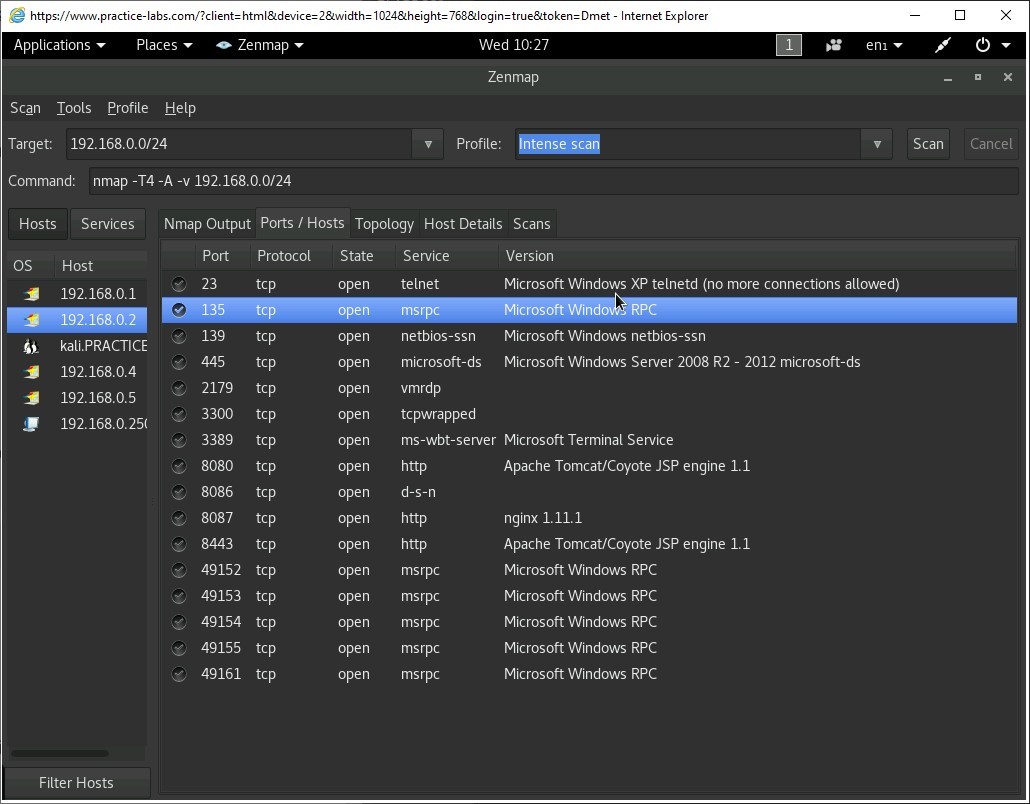 https://www.practice-labs.com/?client=html&device=2&width=1024&height=768&login=true&token=Dmet - Internet Explorer
Applications Places Zenmap Wed 10:27 1 en1
Zenmap
Scan Tools Profile Help
Target: 192.168.0.0/24 Profile: Intense scan Scan Cancel
Command: nmap -T4 -A -v 192.168.0.0/24
Hosts Services Nmap Output Ports / Hosts Topology Host Details Scans
OS Host
192.168.0.1
192.168.0.2
kali.PRACTICE
192.168.0.4
192.168.0.5
192.168.0.250
Filter Hosts
Port Protocol State Service Version
23 tcp open telnet Microsoft Windows XP telnetd (no more connections allowed)
135 tcp open msrpc Microsoft Windows RPC
139 tcp open netbios-ssn Microsoft Windows netbios-ssn
445 tcp open microsoft-ds Microsoft Windows Server 2008 R2 - 2012 microsoft-ds
2179 tcp open vmrdp
3300 tcp open tcpwrapped
3389 tcp open ms-wbt-server Microsoft Terminal Service
8080 tcp open http Apache Tomcat/Coyote JSP engine 1.1
8086 tcp open d-s-n
8087 tcp open http nginx 1.11.1
8443 tcp open http Apache Tomcat/Coyote JSP engine 1.1
49152 tcp open msrpc Microsoft Windows RPC
49153 tcp open msrpc Microsoft Windows RPC
49154 tcp open msrpc Microsoft Windows RPC
49155 tcp open msrpc Microsoft Windows RPC
49161 tcp open msrpc Microsoft Windows RPC